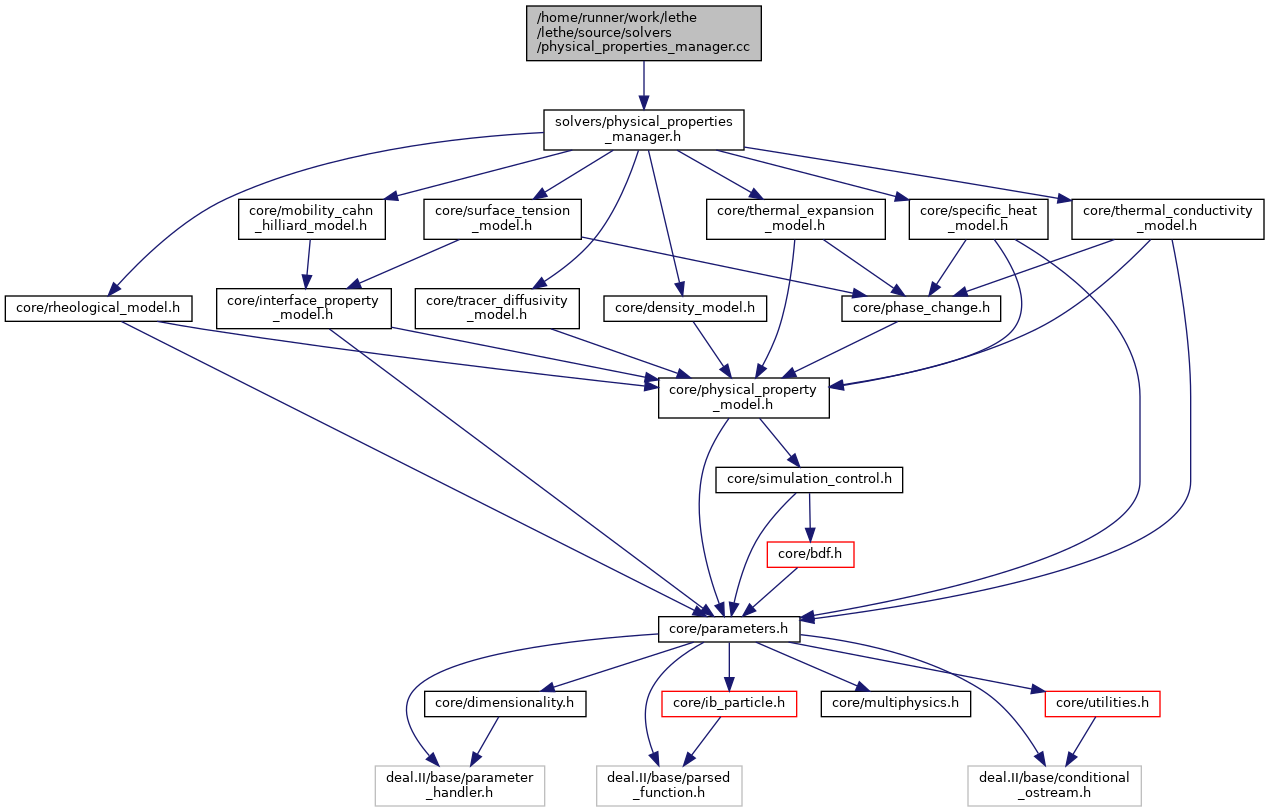 /home/runner/work/lethe
/lethe/source/solvers
/physical_properties_manager.cc
solvers/physical_properties
_manager.h
core/mobility_cahn
_hilliard_model.h
core/surface_tension
_model.h
core/thermal_expansion
_model.h
core/specific_heat
_model.h
core/thermal_conductivity
_model.h
core/rheological_model.h
core/interface_property
_model.h
core/tracer_diffusivity
_model.h
core/density_model.h
core/phase_change.h
core/physical_property
_model.h
core/simulation_control.h
core/bdf.h
core/parameters.h
core/dimensionality.h
core/ib_particle.h
core/multiphysics.h
core/utilities.h
deal.II/base/parameter
_handler.h
deal.II/base/parsed
_function.h
deal.II/base/conditional
_ostream.h